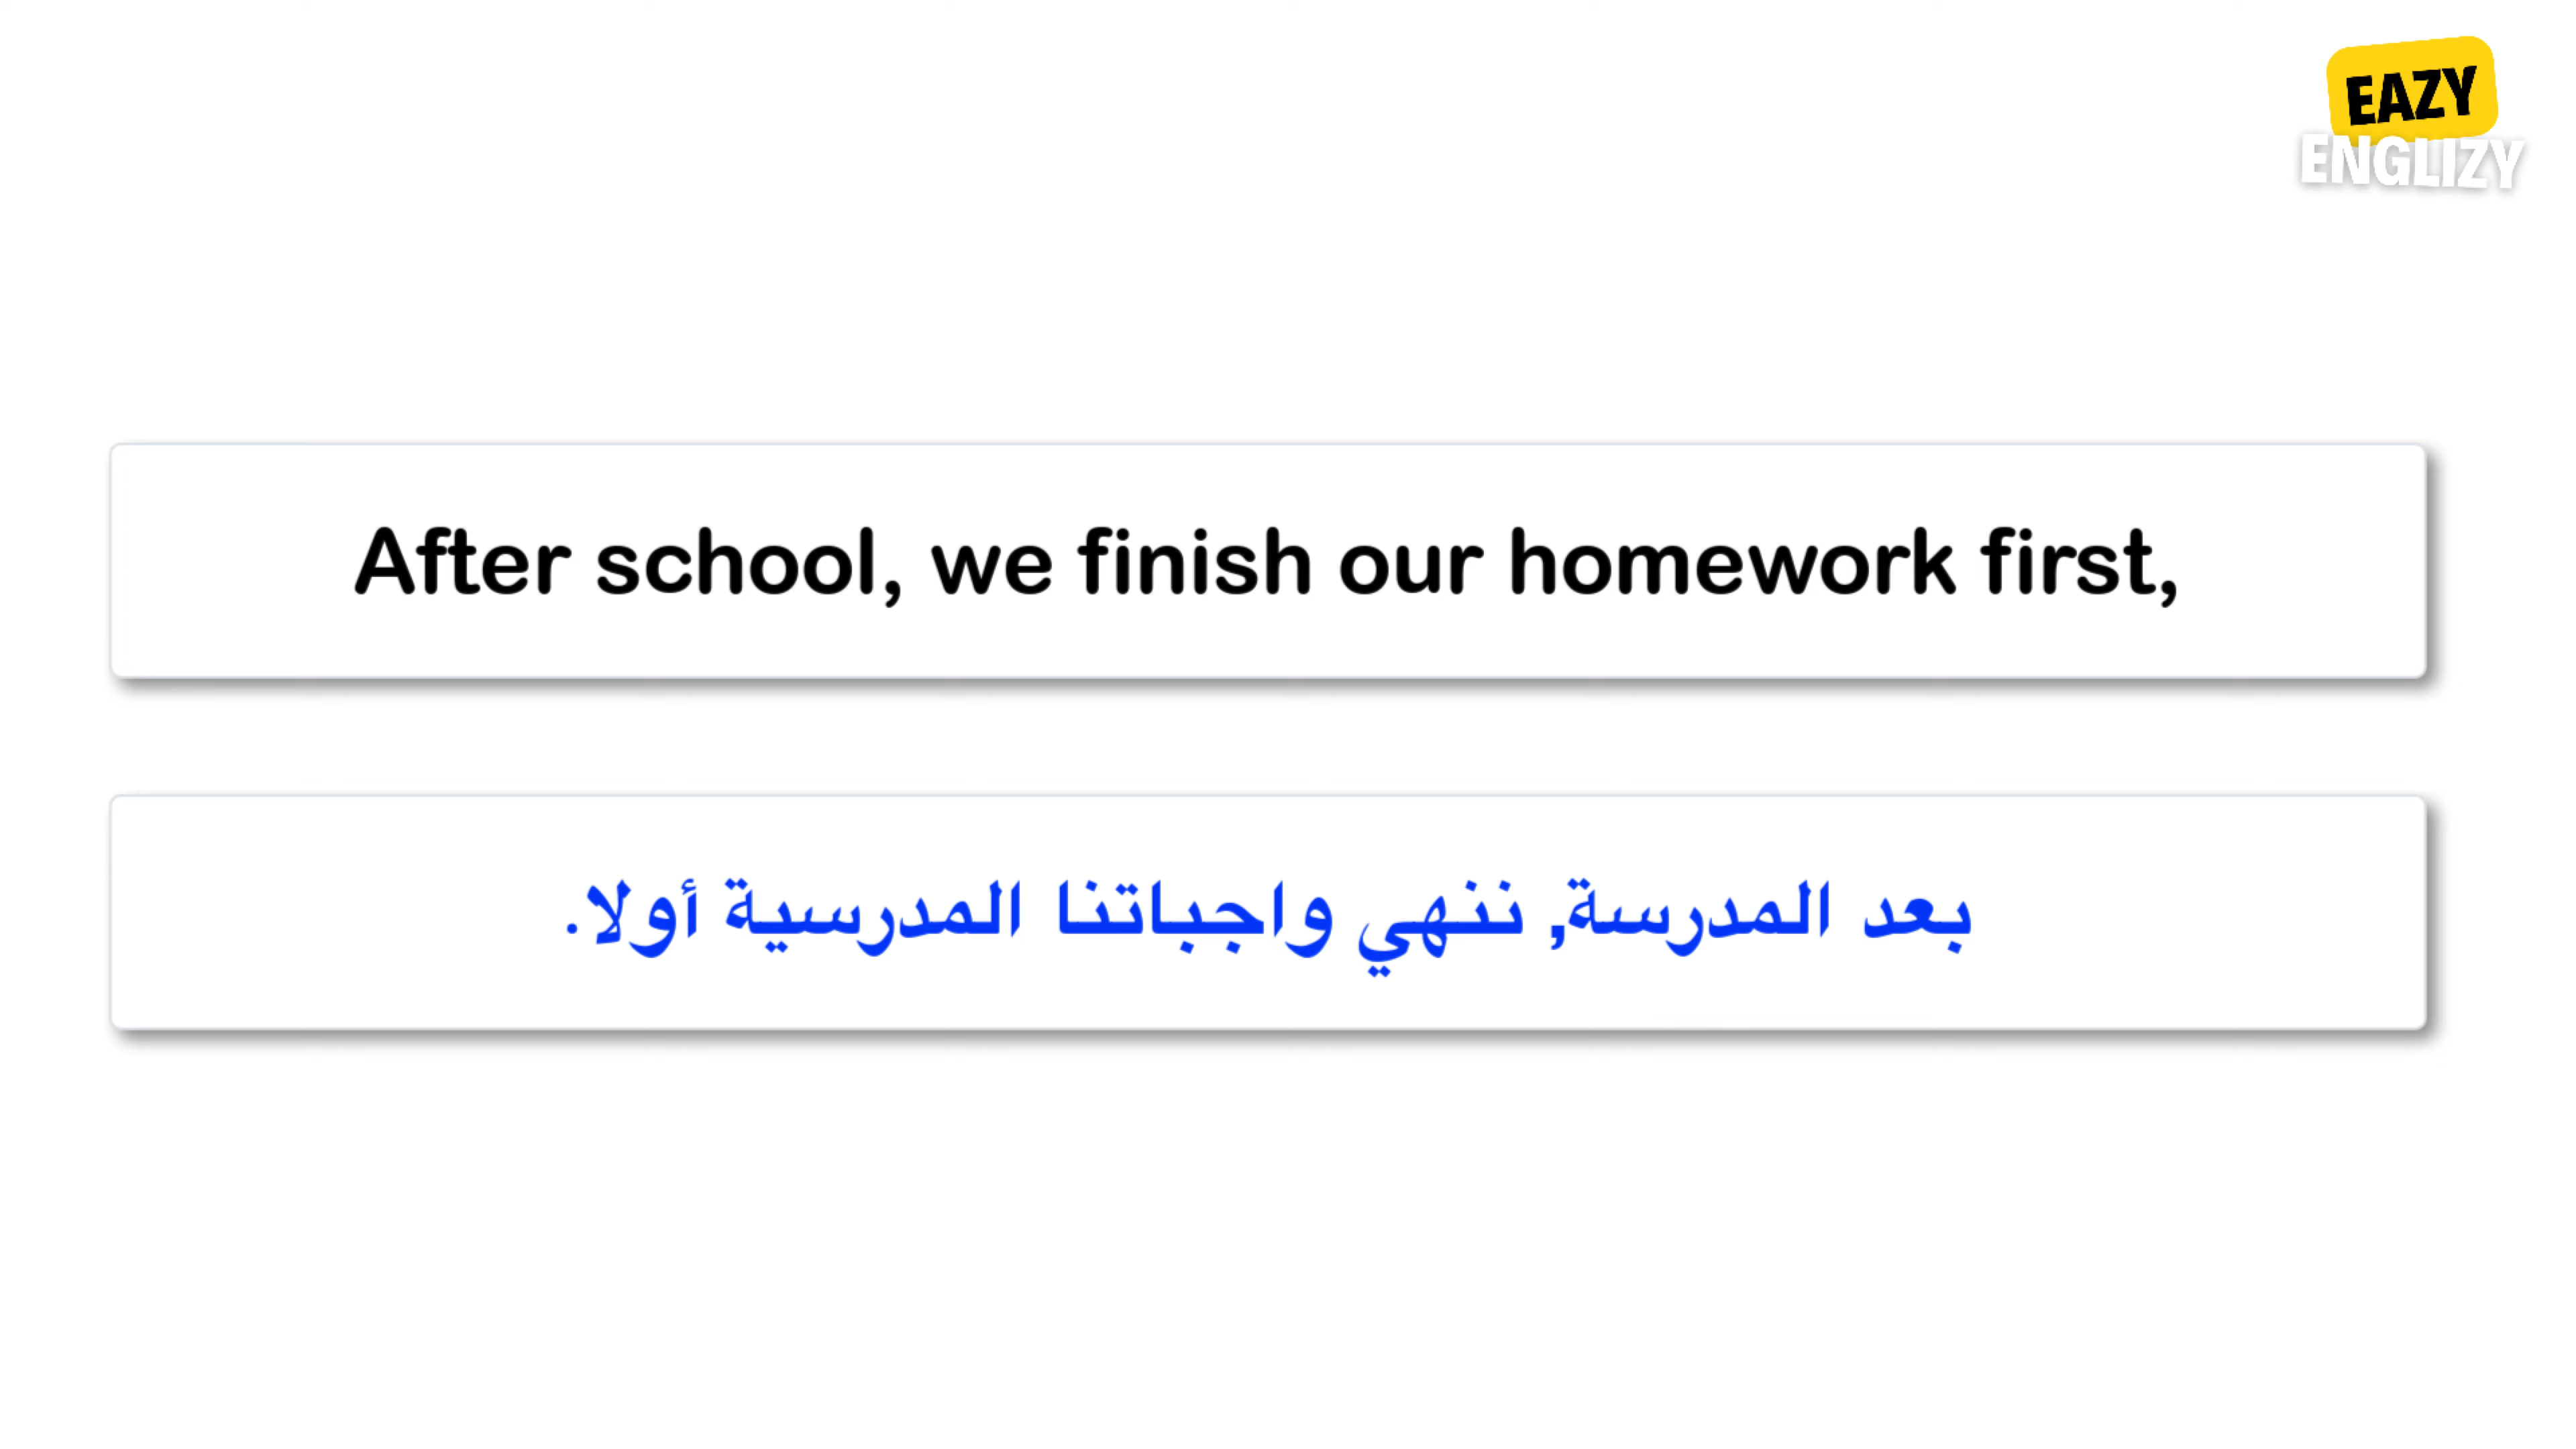 EAZY
ENGLIZY
After school, we finish our homework first,
بعد المدرسة, ننهي واجباتنا المدرسية أولا.